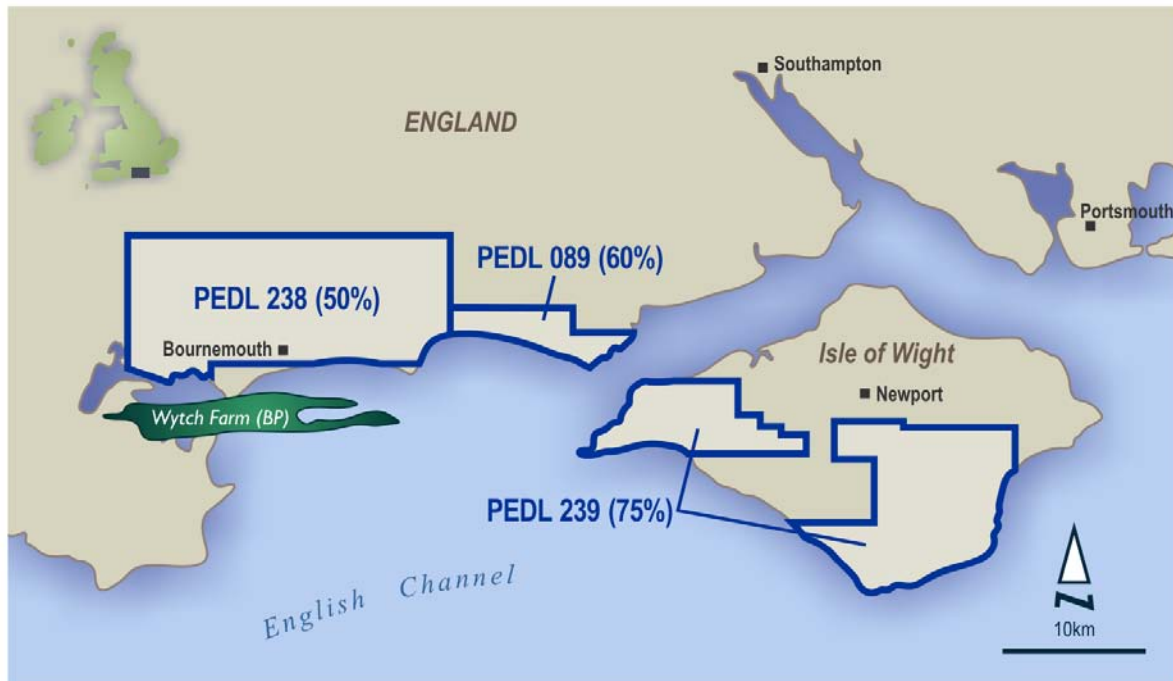 Southampton
ENGLAND
Portsmouth
PEDL 089 (60%)
PEDL 238 (50%)
Bournemouth
Isle of Wight
Newport
Wytch Farm (BP)
PEDL 239 (75%)
English Channel
N
10km